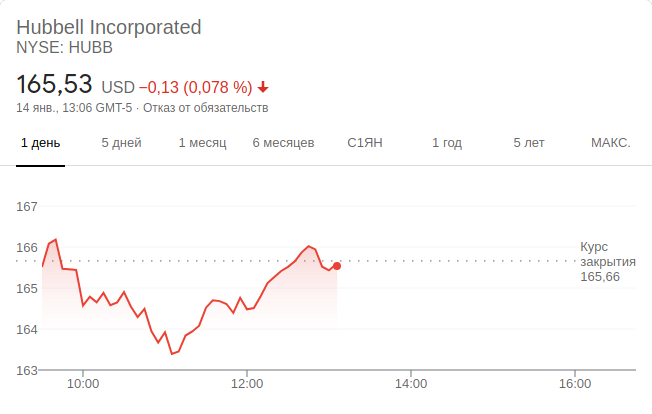 Hubbell Incorporated
NYSE: HUBB
165,53 USD −0,13 (0,078 %)
14 янв., 13:06 GMT-5 · Отказ от обязательств
1 день 5 дней 1 месяц 6 месяцев С1ЯН 1 год 5 лет МАКС.
167
166
165
164
163
Курс
закрытия
165,66
10:00 12:00 14:00 16:00